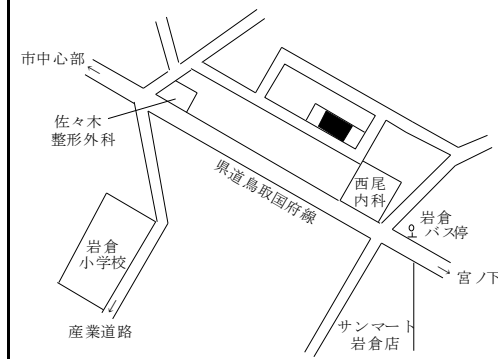 市中心部
佐々木
整形外科
県道鳥取国府線
西尾
内科
岩倉
バス停
岩倉
小学校
宮ノ下
産業道路
サンマート
岩倉店